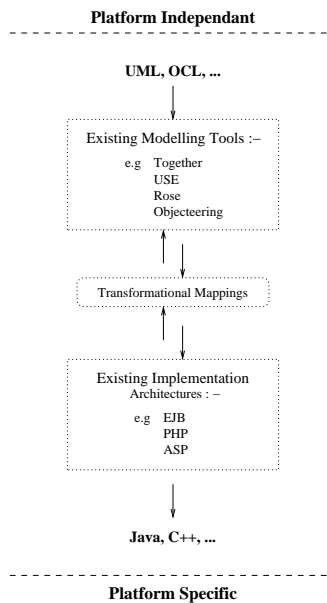 Platform Independant
UML, OCL, ...
Existing Modelling Tools :–
e.g Together
USE
Rose
Objecteering
Transformational Mappings
Existing Implementation
Architectures : –
e.g EJB
PHP
ASP
Java, C++, ...
Platform Specific